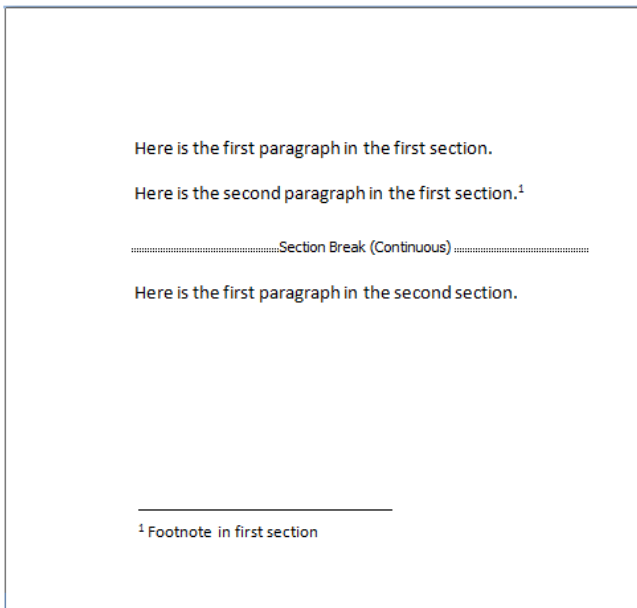 Here is the first paragraph in the first section.
Here is the second paragraph in the first section.¹
Section Break (Continuous)
Here is the first paragraph in the second section.
¹ Footnote in first section